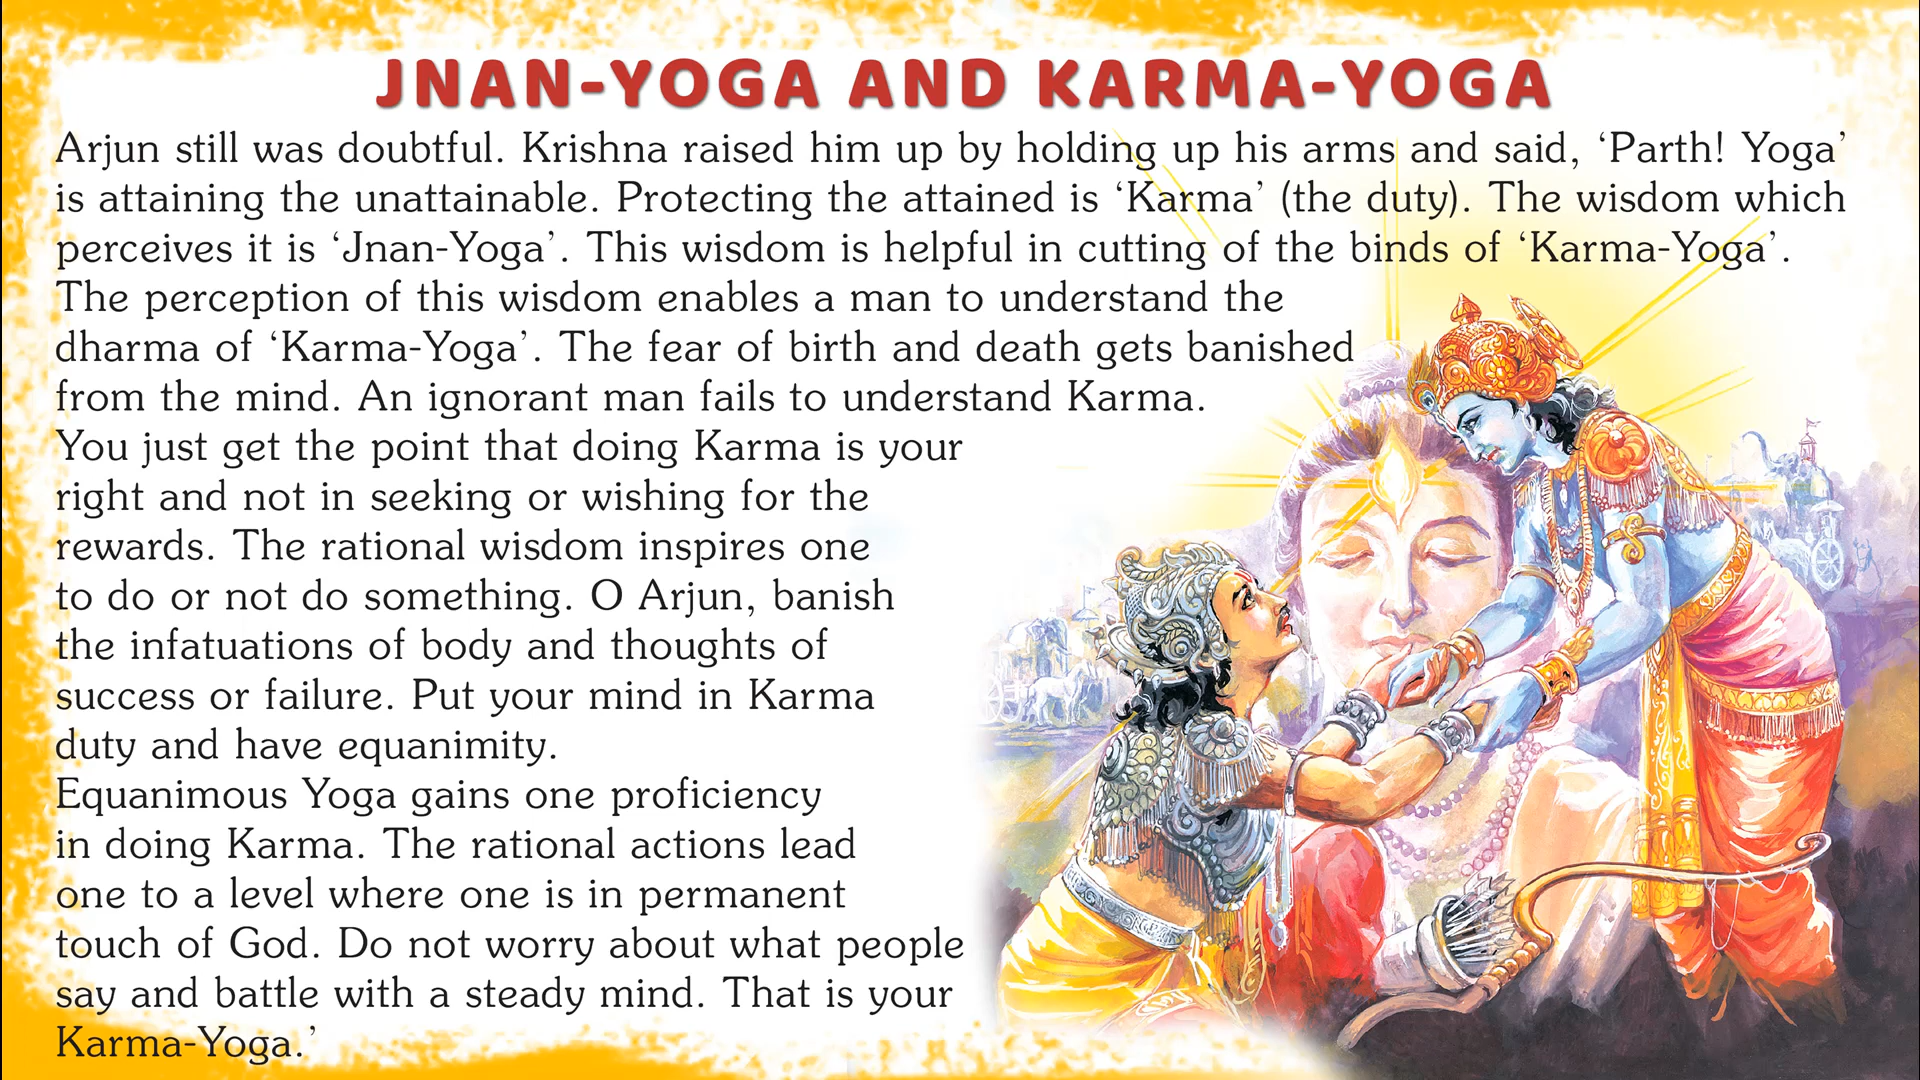 JNAN-YOGA AND KARMA-YOGA
Arjun still was doubtful. Krishna raised him up by holding up his arms and said, ‘Parth! Yoga’
is attaining the unattainable. Protecting the attained is ‘Karma’ (the duty). The wisdom which
perceives it is ‘Jnan-Yoga’. This wisdom is helpful in cutting of the binds of ‘Karma-Yoga’.
The perception of this wisdom enables a man to understand the
dharma of ‘Karma-Yoga’. The fear of birth and death gets banished
from the mind. An ignorant man fails to understand Karma.
You just get the point that doing Karma is your
right and not in seeking or wishing for the
rewards. The rational wisdom inspires one
to do or not do something. O Arjun, banish
the infatuations of body and thoughts of
success or failure. Put your mind in Karma
duty and have equanimity.
Equanimous Yoga gains one proficiency
in doing Karma. The rational actions lead
one to a level where one is in permanent
touch of God. Do not worry about what people
say and battle with a steady mind. That is your
Karma-Yoga.’